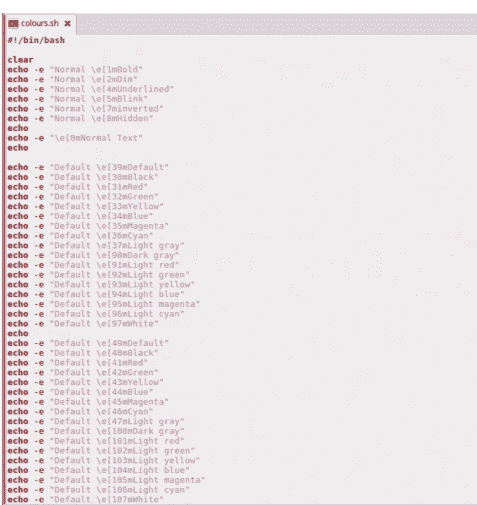 colours.sh ×
#!/bin/bash
clear
echo -e "Normal \e[1mBold"
echo -e "Normal \e[2mDim"
echo -e "Normal \e[4mUnderlined"
echo -e "Normal \e[5mBlink"
echo -e "Normal \e[7minverted"
echo -e "Normal \e[8mHidden"
echo
echo -e "\e[0mNormal Text"
echo
echo -e "Default \e[39mDefault"
echo -e "Default \e[30mBlack"
echo -e "Default \e[31mRed"
echo -e "Default \e[32mGreen"
echo -e "Default \e[33mYellow"
echo -e "Default \e[34mBlue"
echo -e "Default \e[35mMagenta"
echo -e "Default \e[36mCyan"
echo -e "Default \e[37mLight gray"
echo -e "Default \e[90mDark gray"
echo -e "Default \e[91mLight red"
echo -e "Default \e[92mLight green"
echo -e "Default \e[93mLight yellow"
echo -e "Default \e[94mLight blue"
echo -e "Default \e[95mLight magenta"
echo -e "Default \e[96mLight cyan"
echo -e "Default \e[97mWhite"
echo
echo -e "Default \e[49mDefault"
echo -e "Default \e[40mBlack"
echo -e "Default \e[41mRed"
echo -e "Default \e[42mGreen"
echo -e "Default \e[43mYellow"
echo -e "Default \e[44mBlue"
echo -e "Default \e[45mMagenta"
echo -e "Default \e[46mCyan"
echo -e "Default \e[47mLight gray"
echo -e "Default \e[100mDark gray"
echo -e "Default \e[101mLight red"
echo -e "Default \e[102mLight green"
echo -e "Default \e[103mLight yellow"
echo -e "Default \e[104mLight blue"
echo -e "Default \e[105mLight magenta"
echo -e "Default \e[106mLight cyan"
echo -e "Default \e[107mWhite"